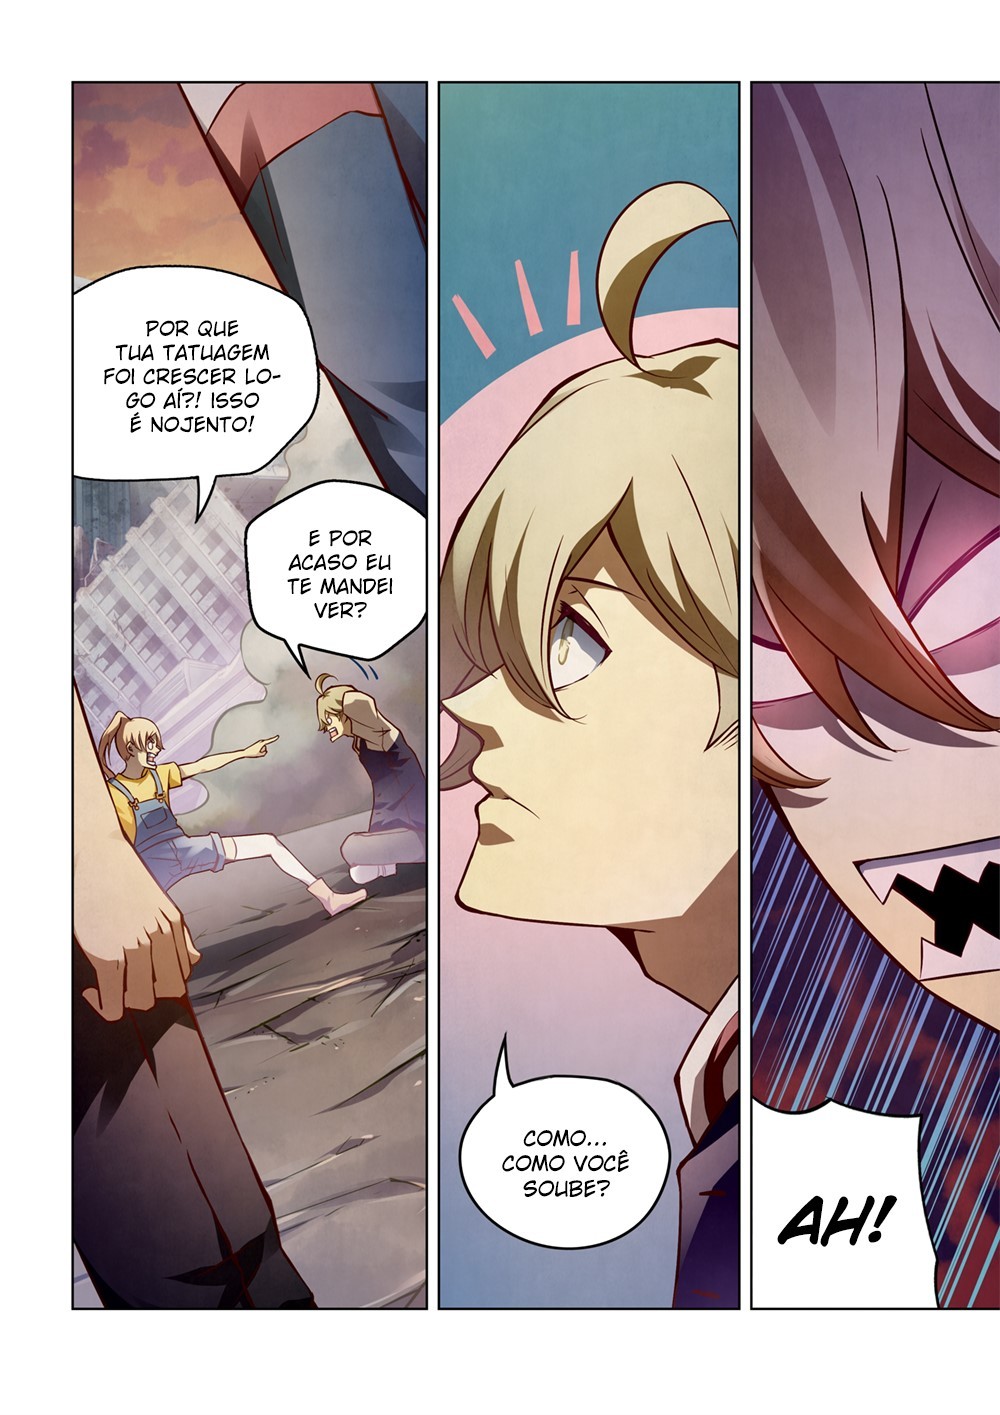 POR QUE
TUA TATUAGEM
FOI CRESCER LO-
GO AÍ?! ISSO
É NOJENTO!
E POR
ACASO EU
TE MANDEI
VER?
COMO...
COMO VOCÊ
SOUBE?
AH!